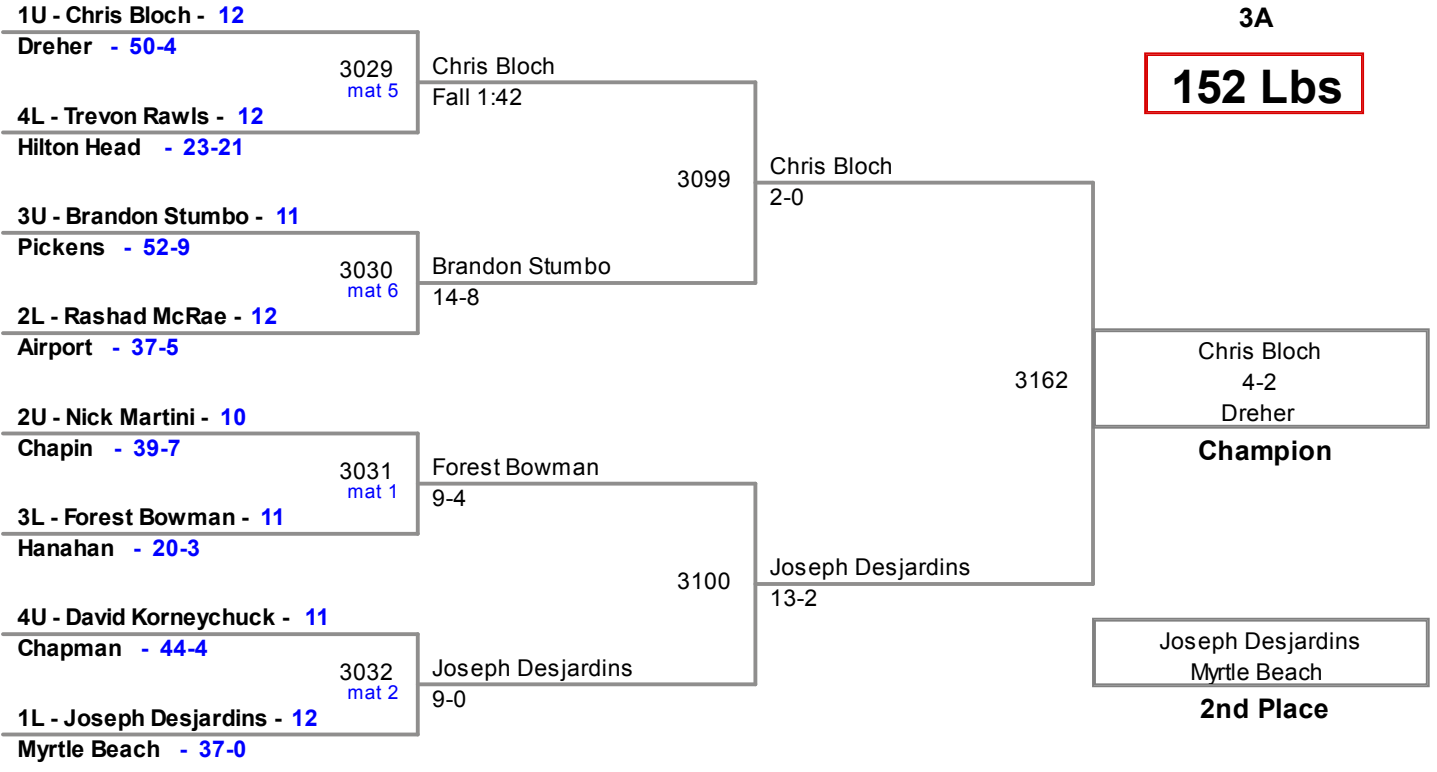 1U - Chris Bloch - 12
Dreher - 50-4
3029
mat 5
4L - Trevon Rawls - 12
Hilton Head - 23-21
Chris Bloch
Fall 1:42
3U - Brandon Stumbo - 11
Pickens - 52-9
3030
mat 6
2L - Rashad McRae - 12
Airport - 37-5
Brandon Stumbo
14-8
3099
Chris Bloch
2-0
2U - Nick Martini - 10
Chapin - 39-7
3031
mat 1
3L - Forest Bowman - 11
Hanahan - 20-3
Forest Bowman
9-4
4U - David Korneychuck - 11
Chapman - 44-4
3032
mat 2
1L - Joseph Desjardins - 12
Myrtle Beach - 37-0
Joseph Desjardins
9-0
3100
Joseph Desjardins
13-2
3162
3A
152 Lbs
Chris Bloch
4-2
Dreher
Champion
Joseph Desjardins
Myrtle Beach
2nd Place